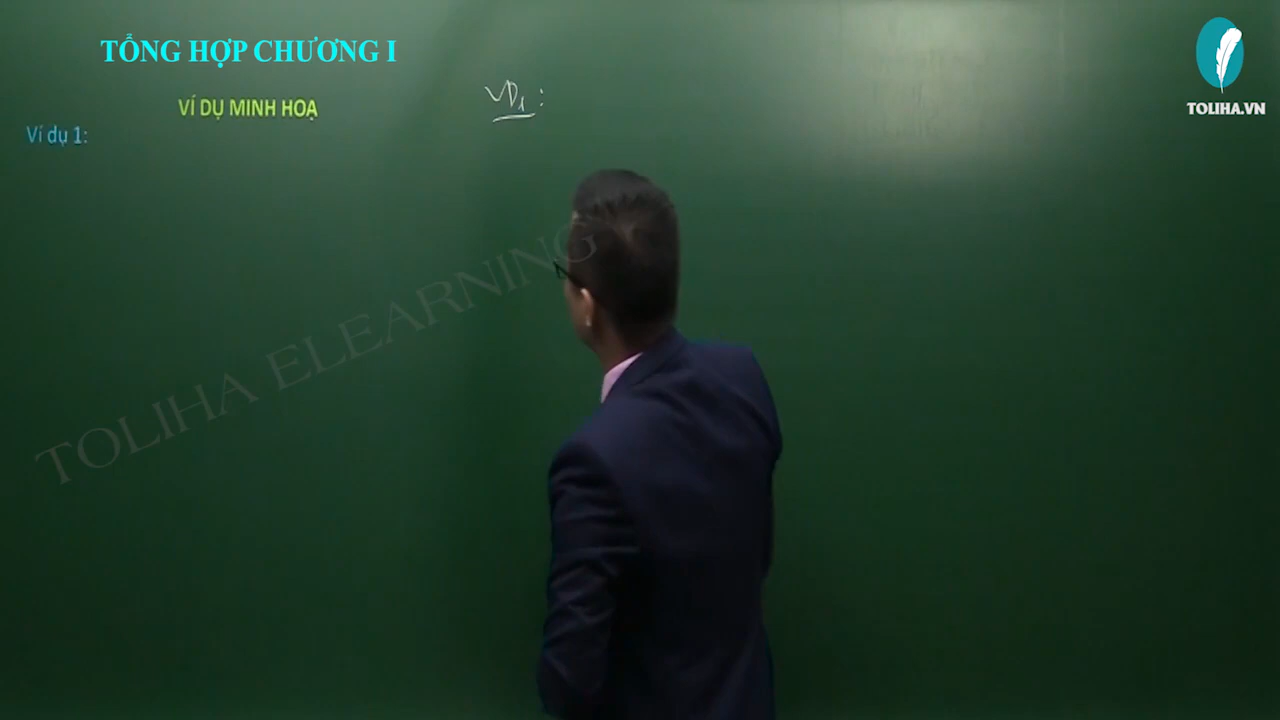 TỔNG HỢP CHƯƠNG I
VÍ DỤ MINH HOẠ
Ví dụ 1:
VD1:
TOLIHA.VN
TOLIHA ELEARNING